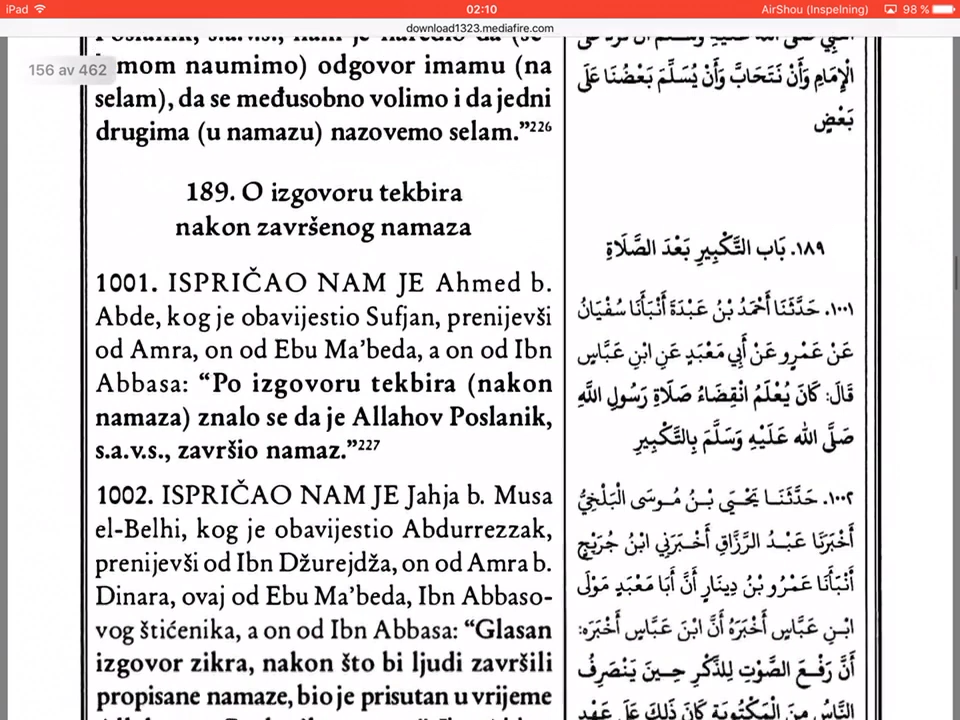 iPad
02:10
AirShou (Inspelning)
98 %
download1323.mediafire.com
156 av 462
imamom naumimo) odgovor imamu (na
selam), da se međusobno volimo i da jedni
drugima (u namazu) nazovemo selam.”226
189. O izgovoru tekbira
nakon završenog namaza
1001. ISPRIČAO NAM JE Ahmed b.
Abde, kog je obavijestio Sufjan, prenijevši
od Amra, on od Ebu Ma’beda, a on od Ibn
Abbasa: “Po izgovoru tekbira (nakon
namaza) znalo se da je Allahov Poslanik,
s.a.v.s., završio namaz.”227
1002. ISPRIČAO NAM JE Jahja b. Musa
el-Belhi, kog je obavijestio Abdurrezzak,
prenijevši od Ibn Džurejdža, on od Amra b.
Dinara, ovaj od Ebu Ma’beda, Ibn Abbaso-
vog štićenika, a on od Ibn Abbasa: “Glasan
izgovor zikra, nakon što bi ljudi završili
propisane namaze, bio je prisutan u vrijeme
الْإِمَامِ وَأَنْ نَتَحَابَّ وَأَنْ يُسَلِّمَ بَعْضُنَا عَلَى
بَعْضٍ
١٨٩. بَاب التَّكْبِيرِ بَعْدَ الصَّلَاةِ
١٠٠١. حَدَّثَنَا أَحْمَدُ بْنُ عَبْدَةَ أَنْبَأَنَا سُفْيَانُ
عَنْ عَمْرٍو عَنْ أَبِي مَعْبَدٍ عَنِ ابْنِ عَبَّاسٍ
قَالَ: كَانَ يُعْلَمُ انْقِضَاءُ صَلَاةِ رَسُولِ اللَّهِ
صَلَّى الله عَلَيْهِ وَسَلَّمَ بِالتَّكْبِيرِ
١٠٠٢. حَدَّثَنَا يَحْيَى بْنُ مُوسَى الْبَلْخِيُّ
أَخْبَرَنَا عَبْدُ الرَّزَّاقِ أَخْبَرَنِي ابْنُ جُرَيْجٍ
أَنْبَأَنَا عَمْرُو بْنُ دِينَارٍ أَنَّ أَبَا مَعْبَدٍ مَوْلَى
ابْنِ عَبَّاسٍ أَخْبَرَهُ أَنَّ ابْنَ عَبَّاسٍ أَخْبَرَهُ:
أَنَّ رَفْعَ الصَّوْتِ لِلذِّكْرِ حِينَ يَنْصَرِفُ
النَّاسُ مِنَ الْمَكْتُوبَةِ كَانَ ذَلِكَ عَلَى عَهْدِ